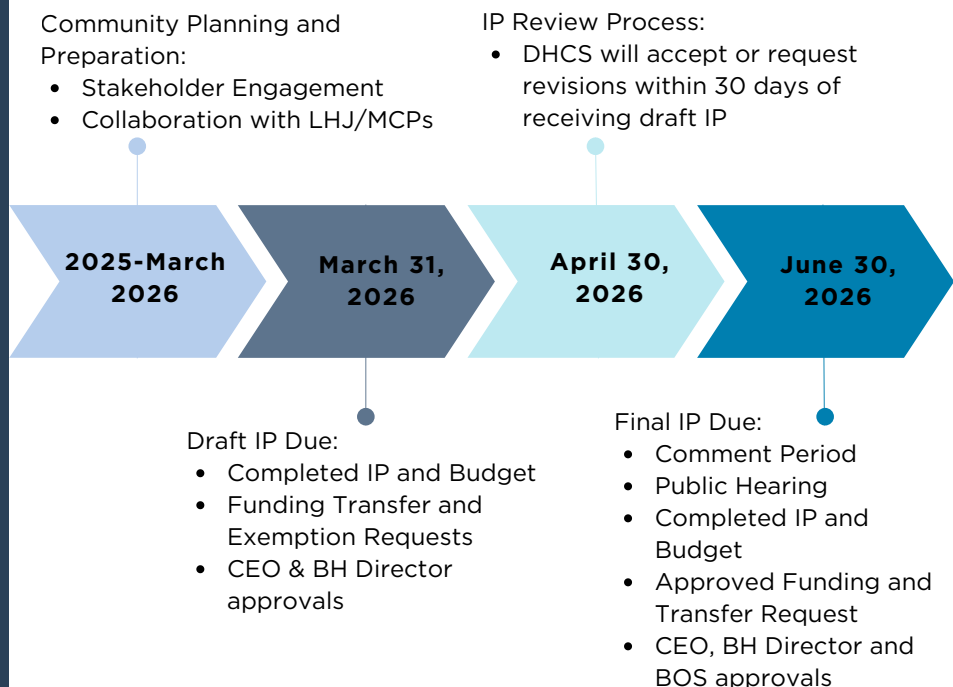 Community Planning and
Preparation:
• Stakeholder Engagement
• Collaboration with LHJ/MCPs
IP Review Process:
• DHCS will accept or request
revisions within 30 days of
receiving draft IP
2025-March
2026
March 31,
2026
April 30,
2026
June 30,
2026
Draft IP Due:
• Completed IP and Budget
• Funding Transfer and
Exemption Requests
• CEO & BH Director
approvals
Final IP Due:
• Comment Period
• Public Hearing
• Completed IP and
Budget
• Approved Funding and
Transfer Request
• CEO, BH Director and
BOS approvals